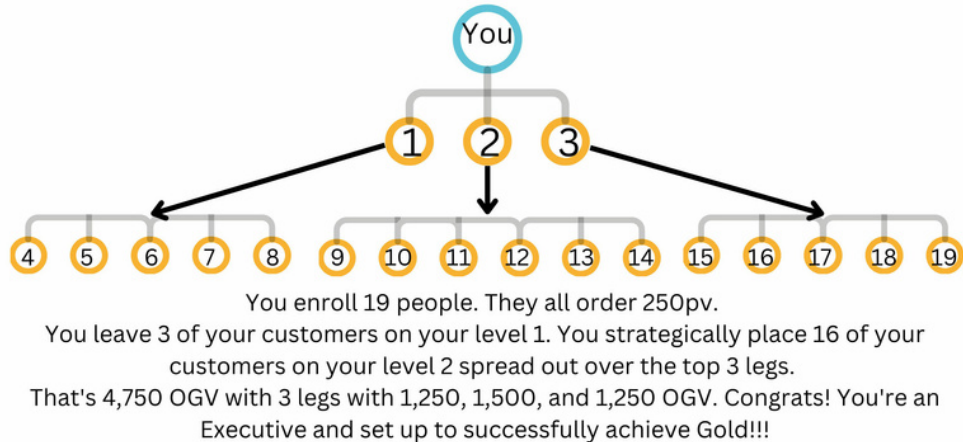 You
1 2 3
4 5 6 7 8 9 10 11 12 13 14 15 16 17 18 19
You enroll 19 people. They all order 250pv.
You leave 3 of your customers on your level 1. You strategically place 16 of your
customers on your level 2 spread out over the top 3 legs.
That's 4,750 OGV with 3 legs with 1,250, 1,500, and 1,250 OGV. Congrats! You're an
Executive and set up to successfully achieve Gold!!!